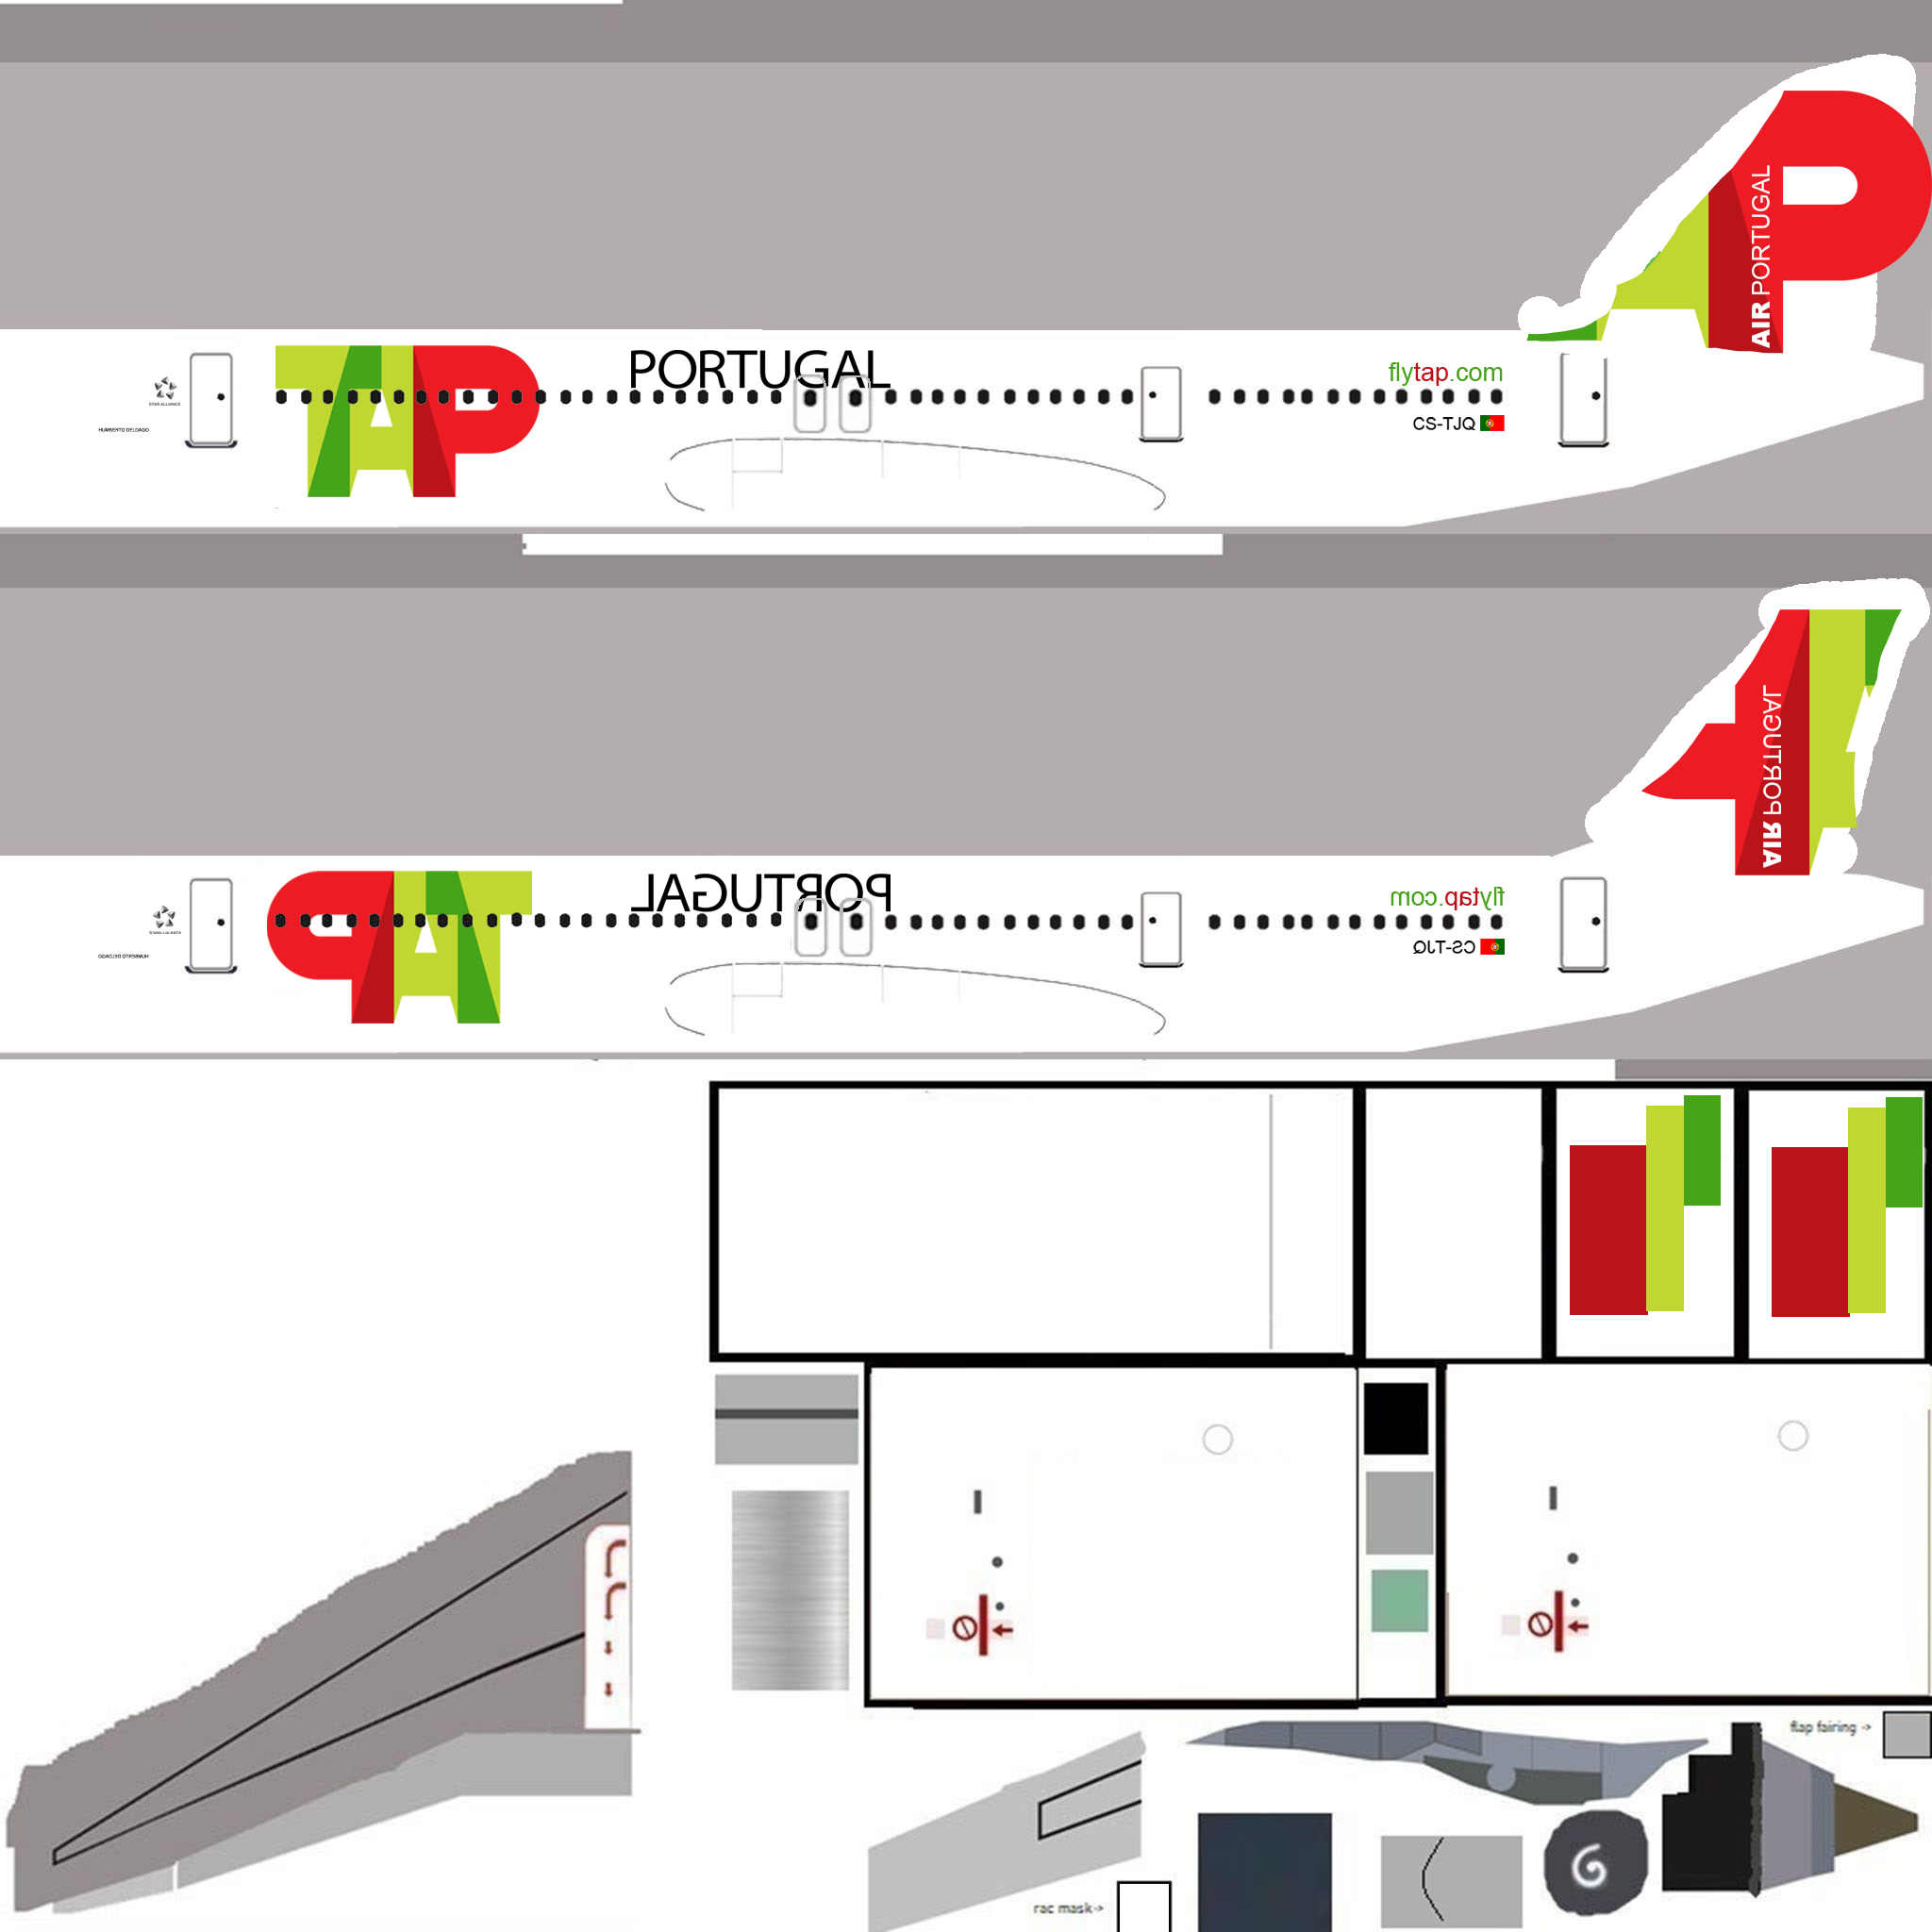 AIR PORTUGAL
TAP
PORTUGAL
flytap.com
STAR ALLIANCE
CS-TJQ
HUMBERTO DELGADO
AIR PORTUGAL
TAP
PORTUGAL
flytap.com
STAR ALLIANCE
CS-TJQ
HUMBERTO DELGADO
flap fairing ->
rac mask->